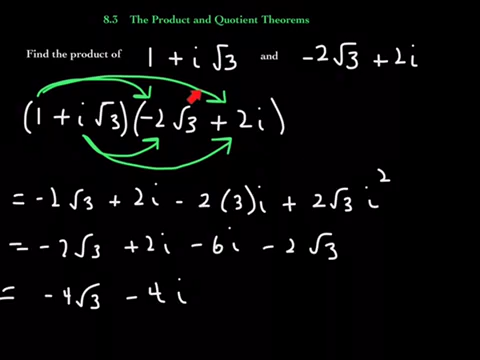 8.3 The Product and Quotient Theorems
Find the product of 1 + i √3 and -2√3 + 2i
(1 + i √3)(-2√3 + 2i)
= -2√3 + 2i - 2(3)i + 2√3 i²
= -2√3 + 2i - 6i - 2√3
= -4√3 - 4i